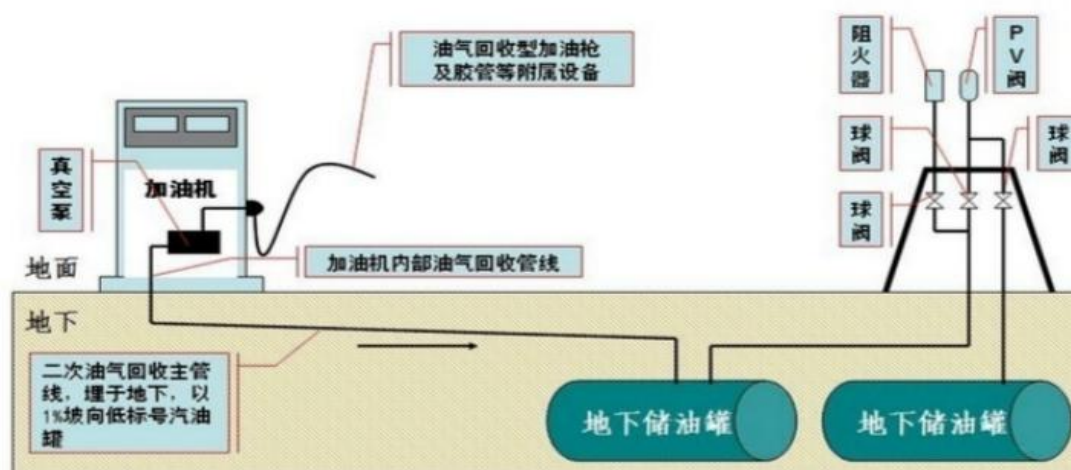 油气回收型加油枪
及胶管等附属设备
阻火器
PV阀
真空泵
加油机
球阀
球阀
球阀
加油机内部油气回收管线
地面
地下
二次油气回收主管
线，埋于地下，以
1%坡向低标号汽油
罐
地下储油罐
地下储油罐